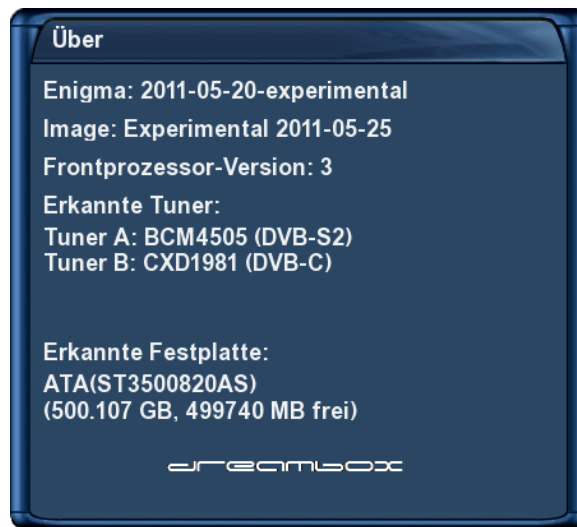 Über
Enigma: 2011-05-20-experimental
Image: Experimental 2011-05-25
Frontprozessor-Version: 3
Erkannte Tuner:
Tuner A: BCM4505 (DVB-S2)
Tuner B: CXD1981 (DVB-C)
Erkannte Festplatte:
ATA(ST3500820AS)
(500.107 GB, 499740 MB frei)
dreambox